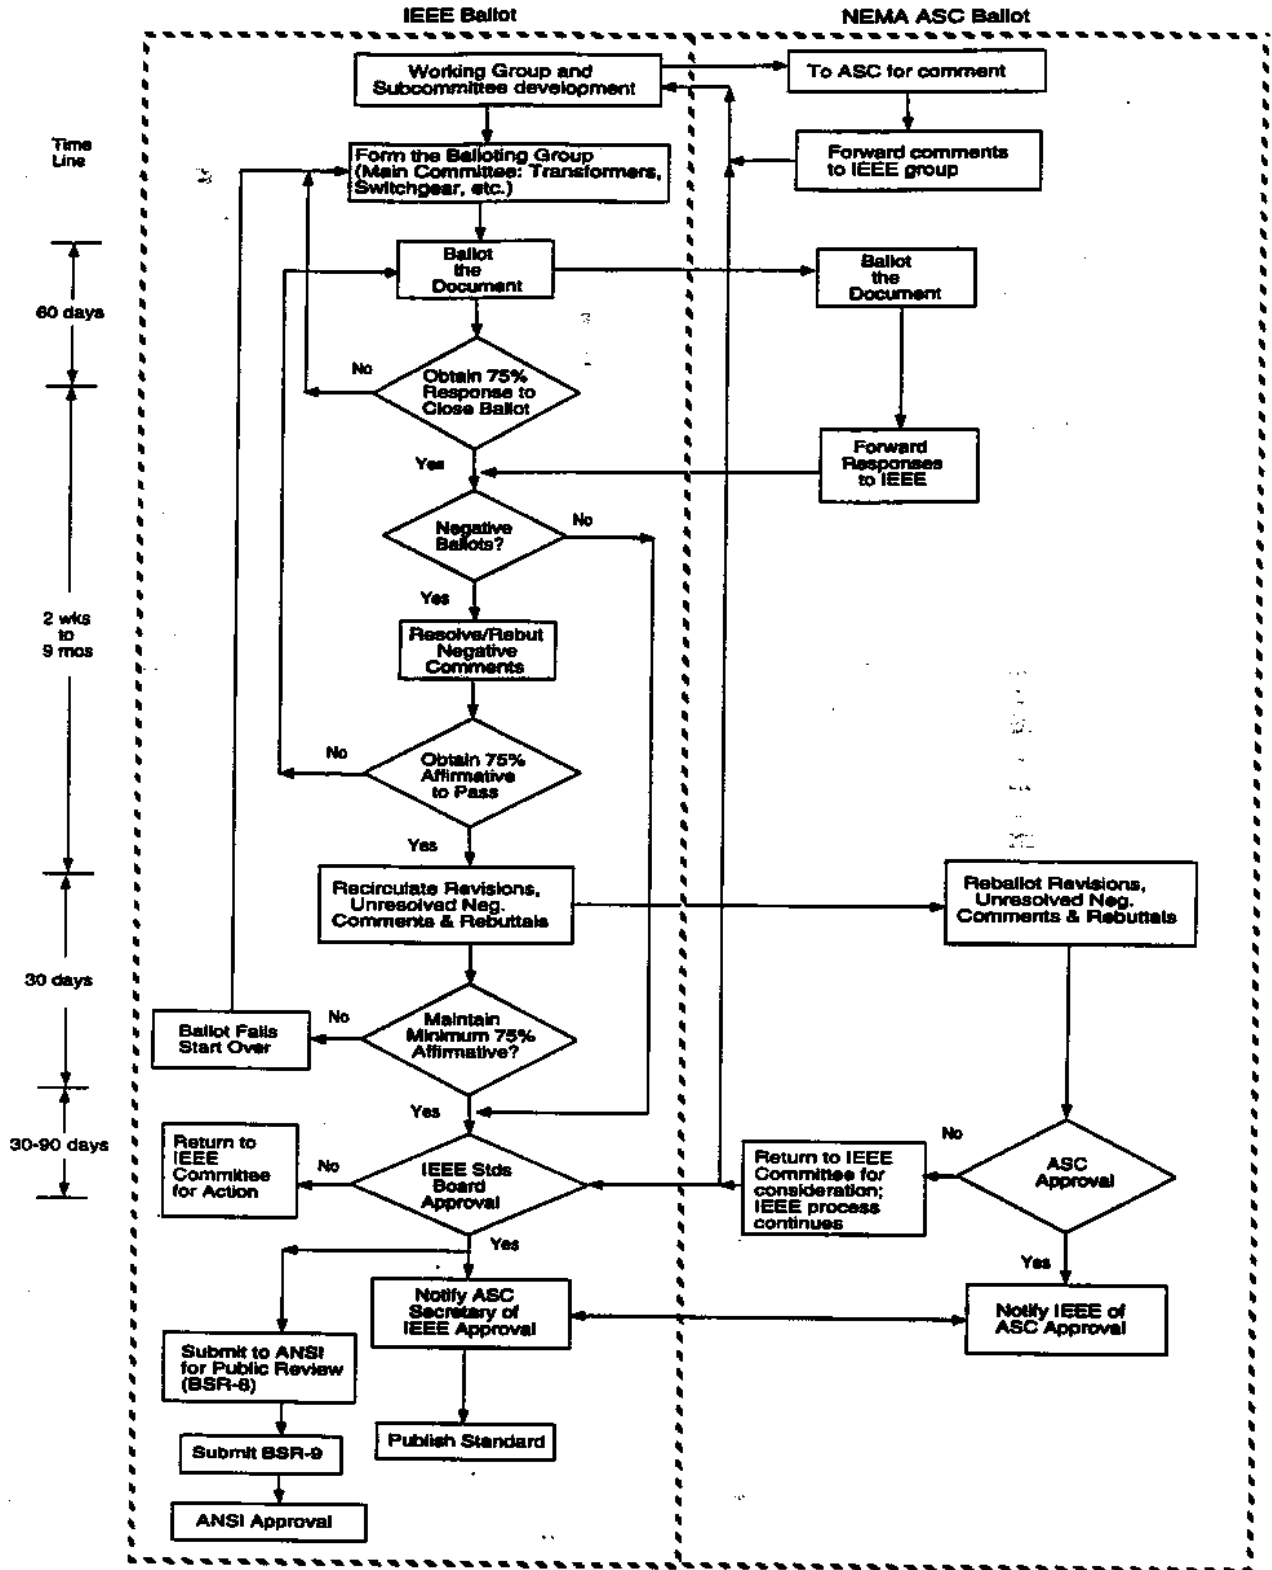 IEEE Ballot
NEMA ASC Ballot
Working Group and
Subcommittee development
To ASC for comment
Time
Line
Form the Balloting Group
(Main Committee: Transformers,
Switchgear, etc.)
Forward comments
to IEEE group
Ballot
the
Document
Ballot
the
Document
60 days
No
Obtain 75%
Response to
Close Ballot
Yes
Forward
Responses
to IEEE
Negative
Ballots?
No
Yes
2 wks
to
9 mos
Resolve/Rebut
Negative
Comments
No
Obtain 75%
Affirmative
to Pass
Yes
Recirculate Revisions,
Unresolved Neg.
Comments & Rebuttals
Reballot Revisions,
Unresolved Neg.
Comments & Rebuttals
30 days
Ballot Fails
Start Over
No
Maintain
Minimum 75%
Affirmative?
Yes
30-90 days
Return to
IEEE
Committee
for Action
No
IEEE Stds
Board
Approval
Return to IEEE
Committee for
consideration;
IEEE process
continues
No
ASC
Approval
Yes
Yes
Notify ASC
Secretary of
IEEE Approval
Notify IEEE of
ASC Approval
Submit to ANSI
for Public Review
(BSR-8)
Publish Standard
Submit BSR-9
ANSI Approval